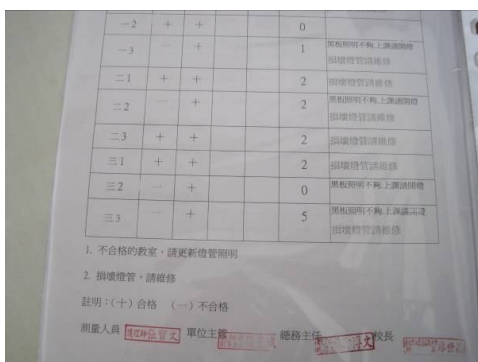 一2 ＋ ＋ 0
一3 一 ＋ 1 黑板照明不夠,上課請開燈
損壞燈管請維修
二1 ＋ ＋ 2 損壞燈管請維修
二2 一 ＋ 2 黑板照明不夠,上課請開燈
損壞燈管請維修
二3 ＋ ＋ 2 損壞燈管請維修
三1 ＋ ＋ 2 損壞燈管請維修
三2 一 ＋ 0 黑板照明不夠,上課請開燈
三3 一 ＋ 5 黑板照明不夠,上課請開燈
損壞燈管請維修
1. 不合格的教室,請更新燈管照明
2. 損壞燈管,請維修
註明:(＋)合格 (一)不合格
測量人員 護理師 單位主管 總務主任 校長